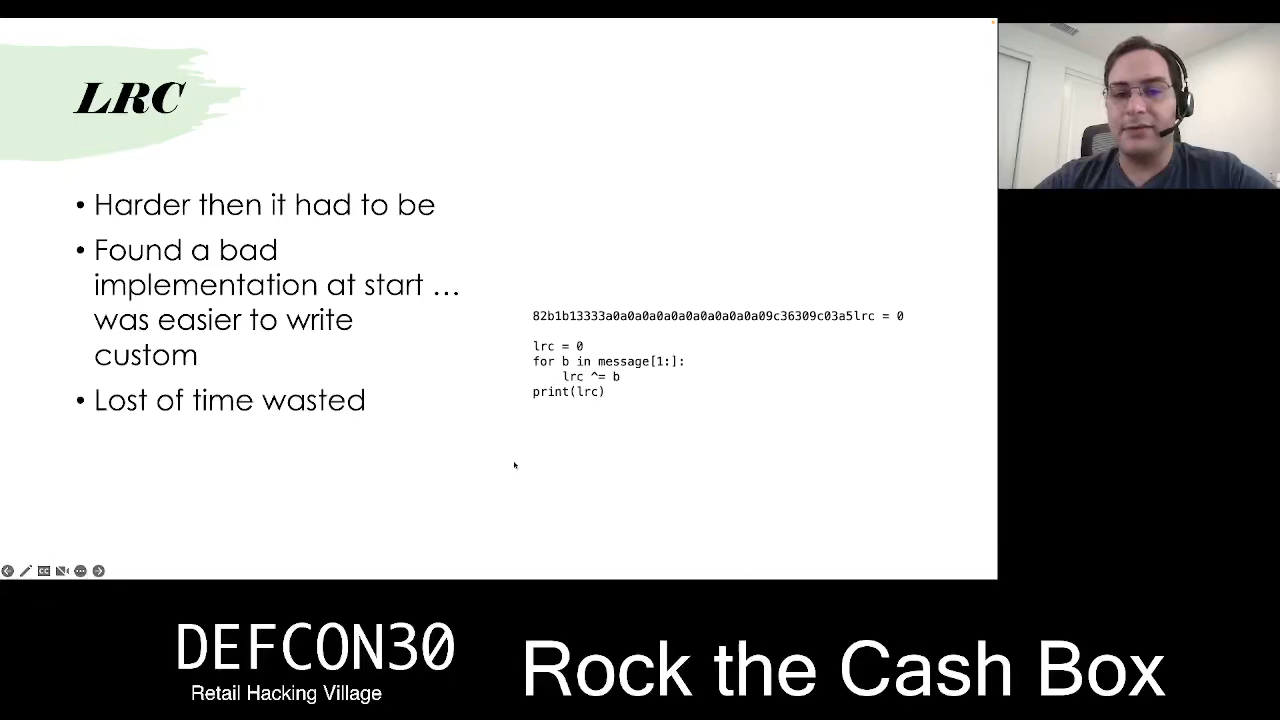 LRC
• Harder then it had to be
• Found a bad
implementation at start …
was easier to write
custom
• Lost of time wasted
82b1b13333a0a0a0a0a0a0a0a0a0a09c36309c03a5lrc = 0
lrc = 0
for b in message[1:]:
lrc ^= b
print(lrc)
DEFCON30
Retail Hacking Village
Rock the Cash Box